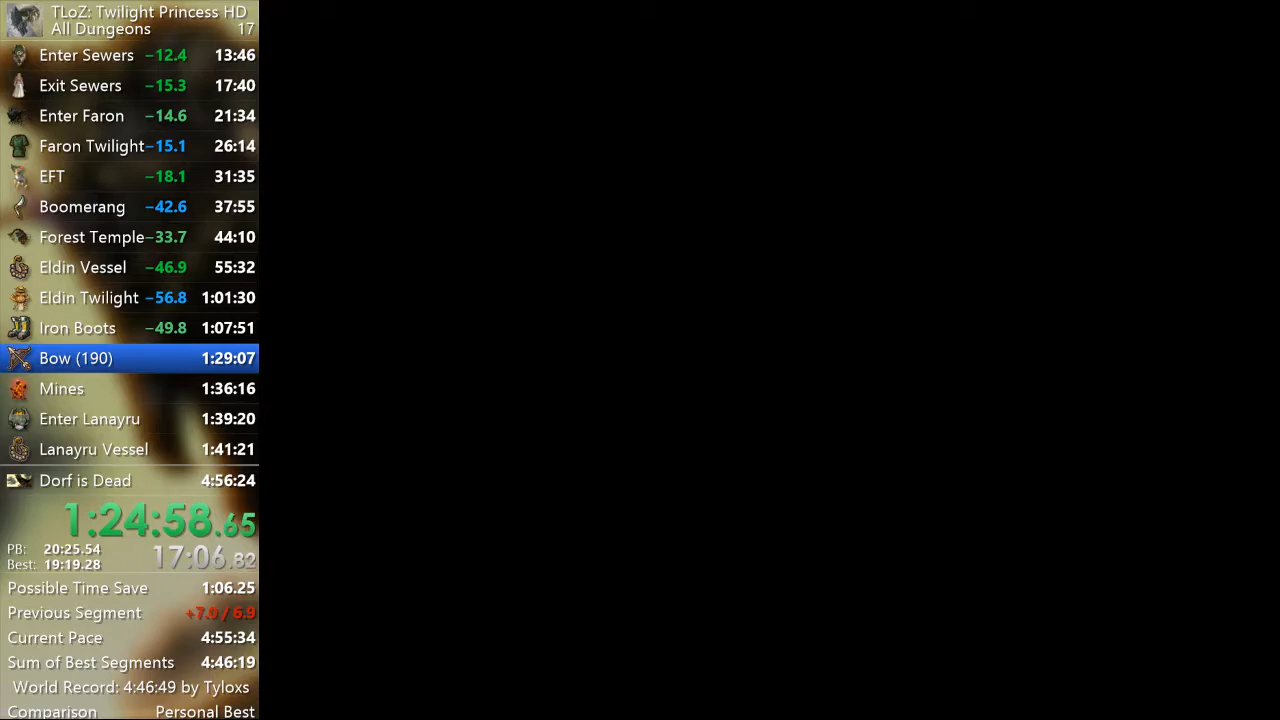 TLoZ: Twilight Princess HD
All Dungeons 17
Enter Sewers −12.4 13:46
Exit Sewers −15.3 17:40
Enter Faron −14.6 21:34
Faron Twilight −15.1 26:14
EFT −18.1 31:35
Boomerang −42.6 37:55
Forest Temple −33.7 44:10
Eldin Vessel −46.9 55:32
Eldin Twilight −56.8 1:01:30
Iron Boots −49.8 1:07:51
Bow (190) 1:29:07
Mines 1:36:16
Enter Lanayru 1:39:20
Lanayru Vessel 1:41:21
Dorf is Dead 4:56:24
1:24:58.65
PB: 20:25.54
Best: 19:19.28
17:06.82
Possible Time Save 1:06.25
Previous Segment +7.0 / 6.9
Current Pace 4:55:34
Sum of Best Segments 4:46:19
World Record: 4:46:49 by Tyloxs
Comparison Personal Best